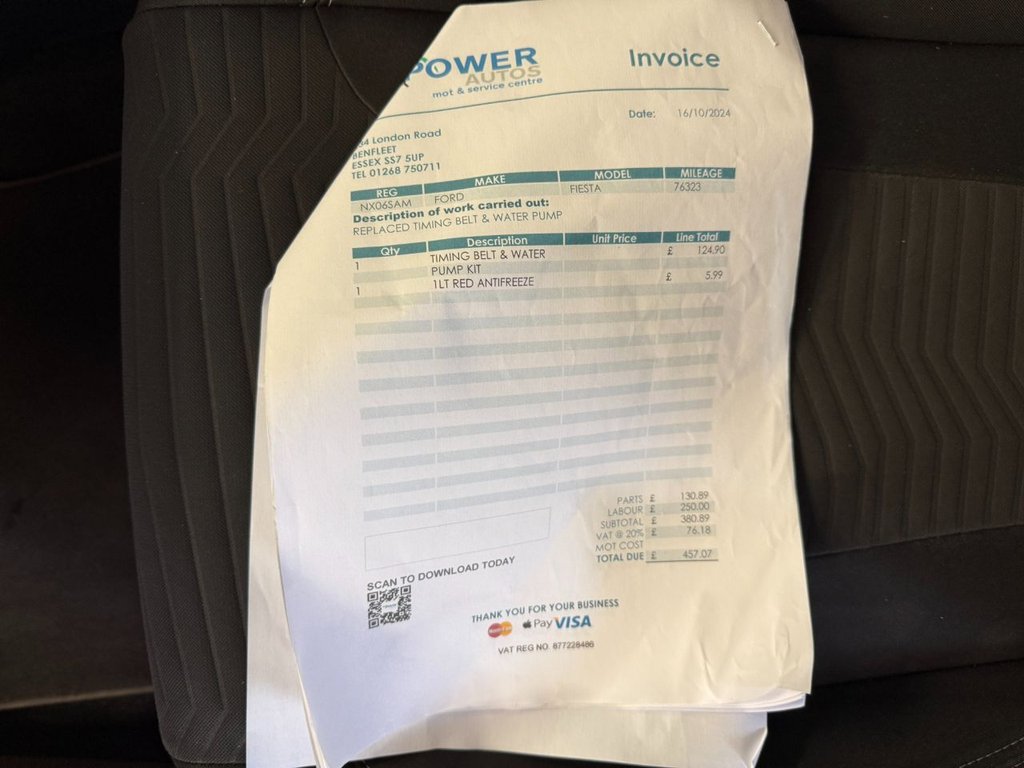 POWER
AUTOS
mot & service centre
Invoice
Date: 16/10/2024
London Road
BENFLEET
ESSEX SS7 5UP
TEL 01268 750711
REG MAKE MODEL MILEAGE
NX06SAM FORD FIESTA 76323
Description of work carried out:
REPLACED TIMING BELT & WATER PUMP
Qty Description Unit Price Line Total
1 TIMING BELT & WATER £ 124.90
PUMP KIT
1 1LT RED ANTIFREEZE £ 5.99
PARTS £ 130.89
LABOUR £ 250.00
SUBTOTAL £ 380.89
VAT @ 20% £ 76.18
MOT COST
TOTAL DUE £ 457.07
SCAN TO DOWNLOAD TODAY
THANK YOU FOR YOUR BUSINESS
Pay VISA
VAT REG NO. 877228486